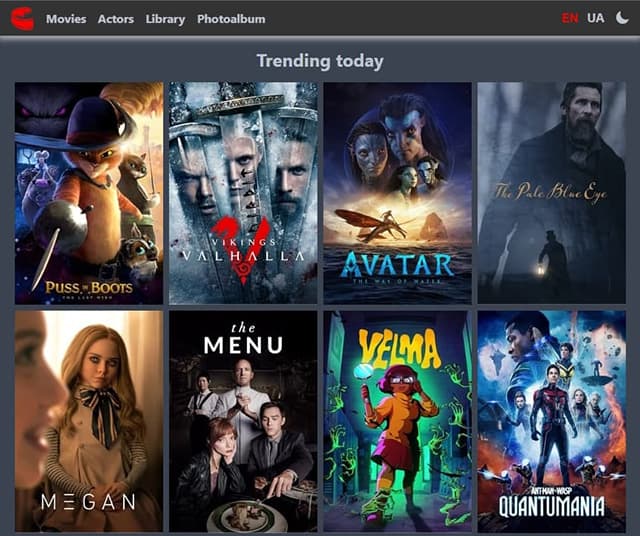 Movies Actors Library Photoalbum EN UA
Trending today
PUSS IN BOOTS
THE LAST WISH
VIKINGS
VALHALLA
AVATAR
THE WAY OF WATER
The Pale Blue Eye
M3GAN
the
MENU
VELMA
ANT-MAN AND THE WASP
QUANTUMANIA